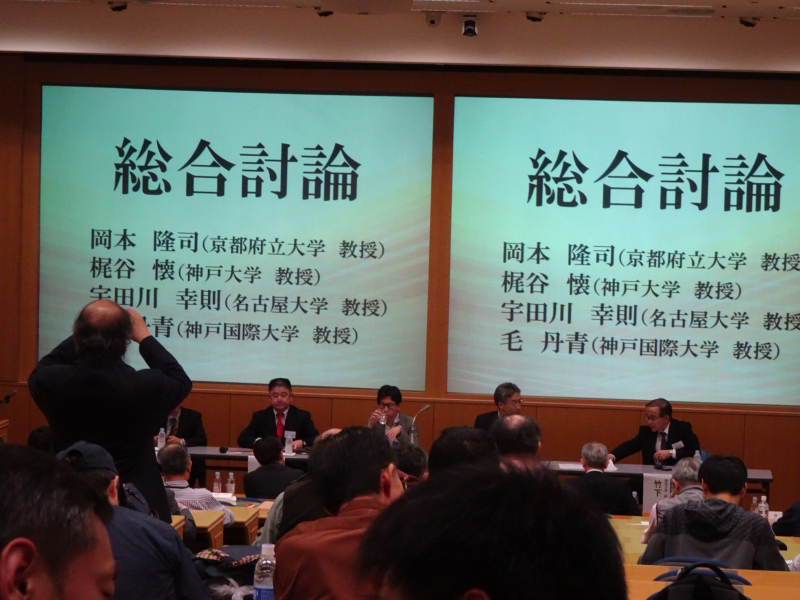 総合討論
岡本 隆司(京都府立大学 教授)
梶谷 懐(神戸大学 教授)
宇田川 幸則(名古屋大学 教授)
丹青(神戸国際大学 教授)
総合討論
岡本 隆司(京都府立大学 教授
梶谷 懐(神戸大学 教授)
宇田川 幸則(名古屋大学 教授
毛 丹青(神戸国際大学 教授)
竹下